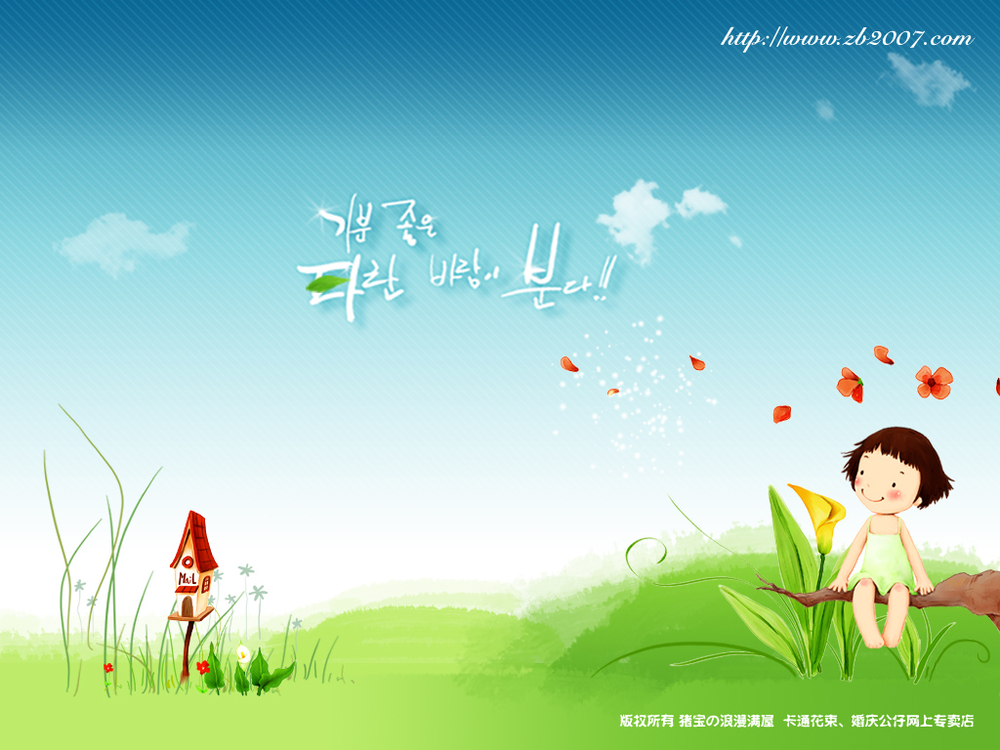 http://www.zb2007.com
기분 좋은
파란 바람이 분다!!
MaiL
版权所有 猪宝の浪漫满屋 卡通花束、婚庆公仔网上专卖店